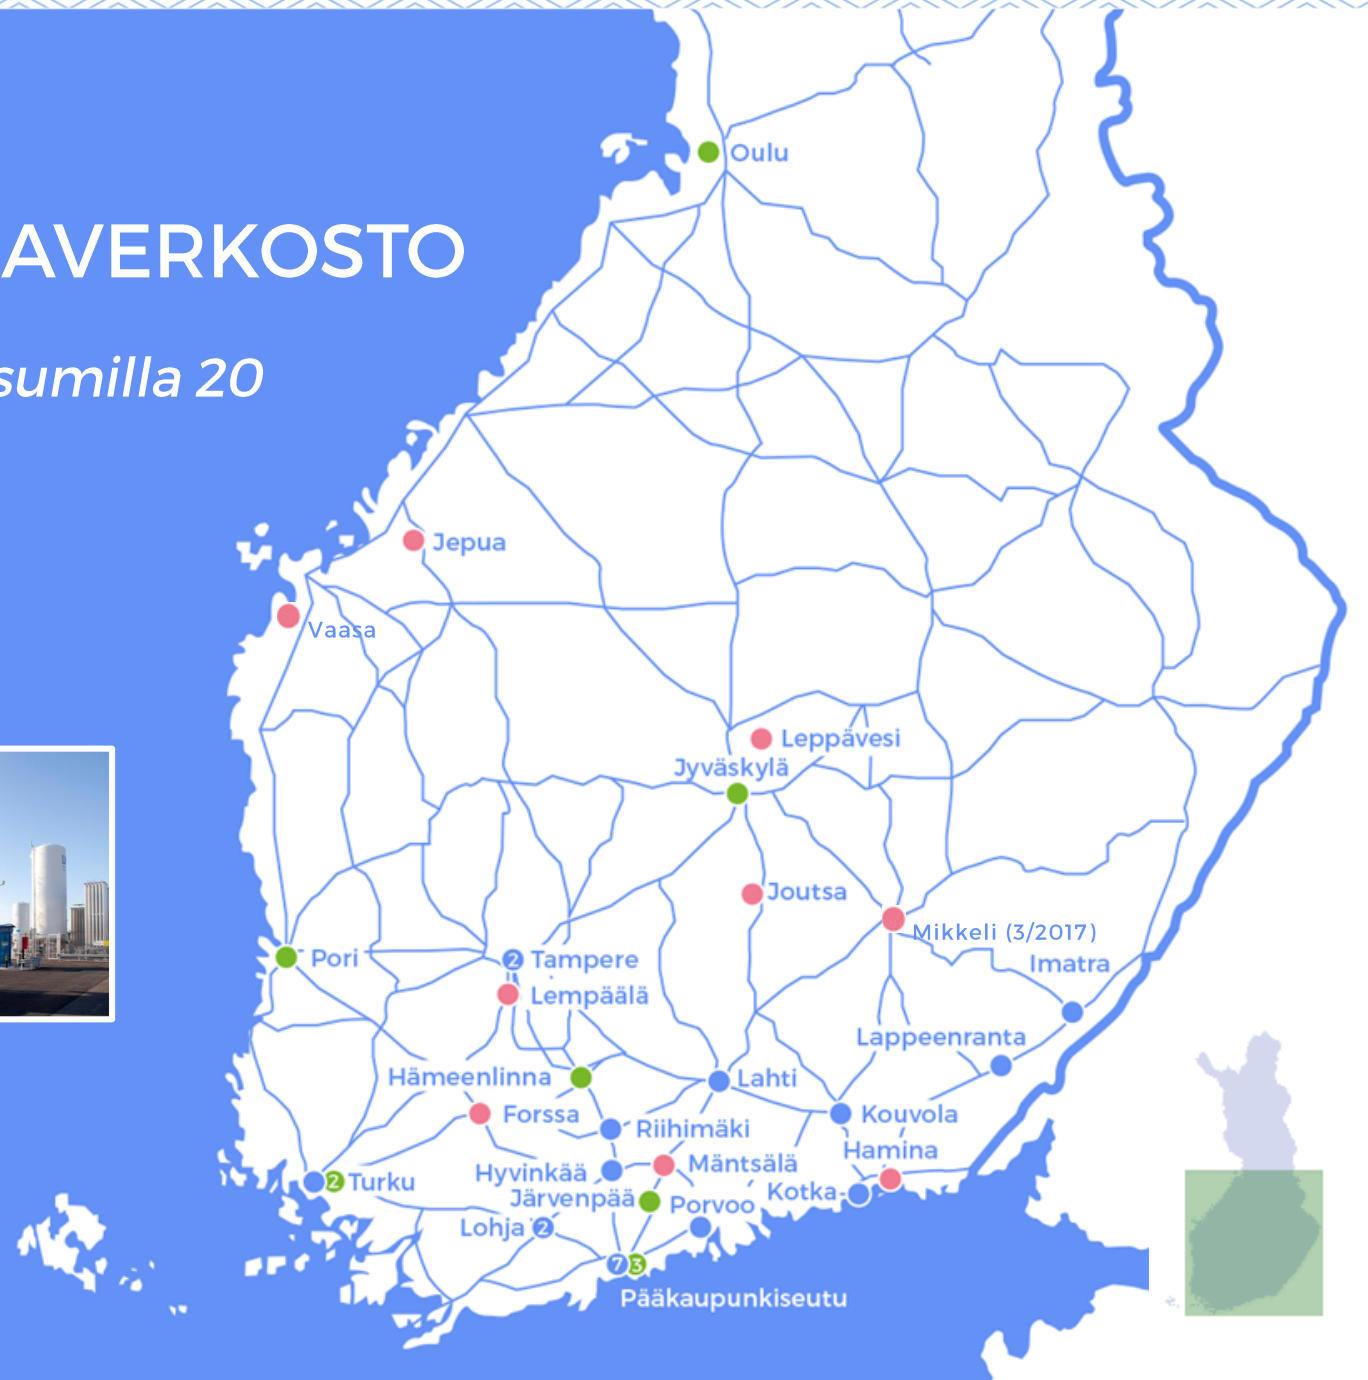 Oulu
AVERKOSTO
sumilla 20
Jepua
Vaasa
Leppävesi
Jyväskylä
Joutsa
Mikkeli (3/2017)
Pori
2 Tampere
Imatra
Lempäälä
Lappeenranta
Hämeenlinna
Lahti
Forssa
Kouvola
Riihimäki
Hamina
Mäntsälä
Hyvinkää
2 Turku
Kotka
Järvenpää
Porvoo
Lohja 2
7 3
Pääkaupunkiseutu